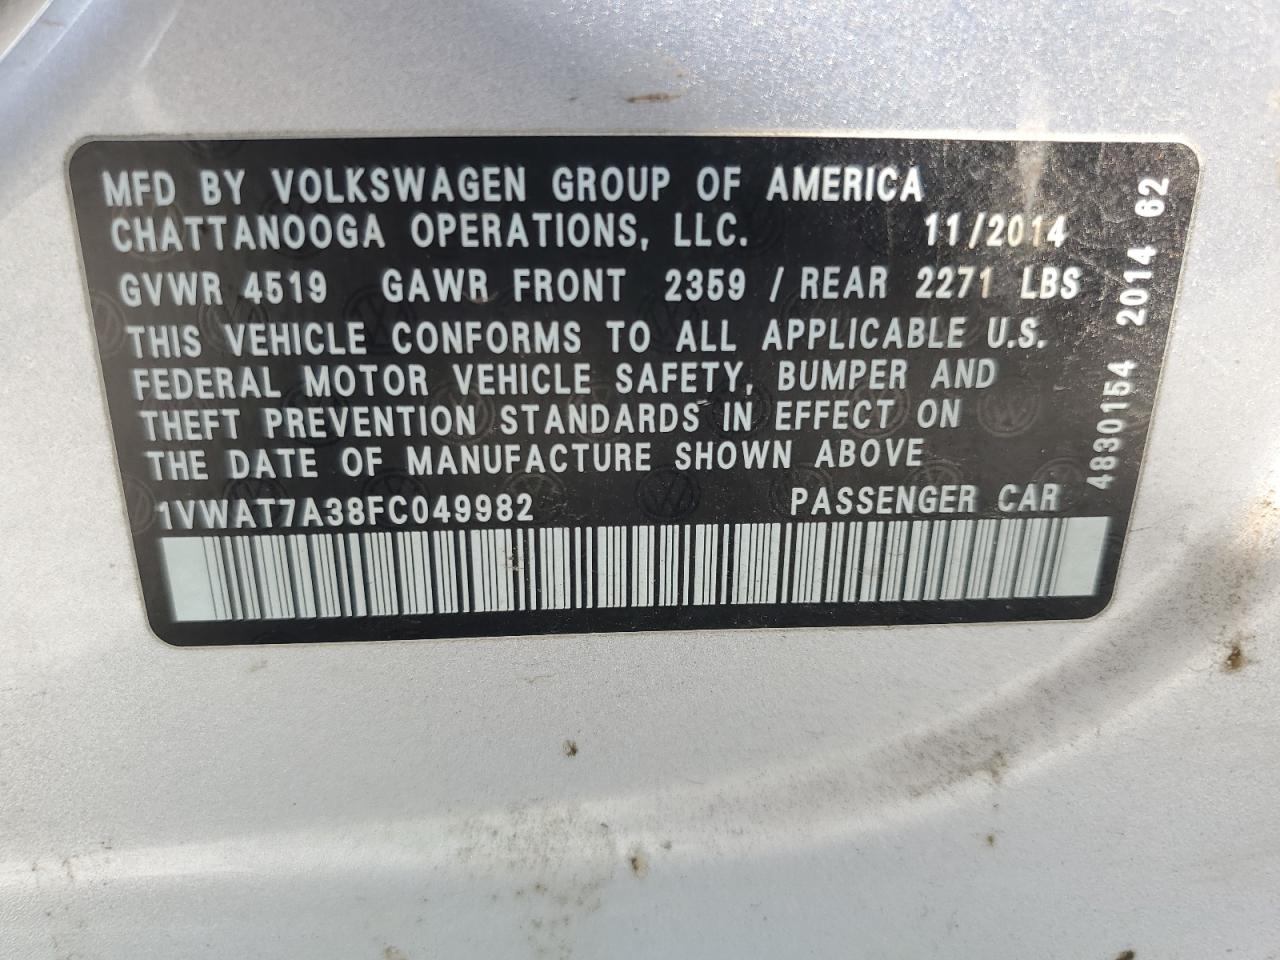 MFD BY VOLKSWAGEN GROUP OF AMERICA
CHATTANOOGA OPERATIONS, LLC. 11/2014
GVWR 4519 GAWR FRONT 2359 / REAR 2271 LBS
THIS VEHICLE CONFORMS TO ALL APPLICABLE U.S.
FEDERAL MOTOR VEHICLE SAFETY, BUMPER AND
THEFT PREVENTION STANDARDS IN EFFECT ON
THE DATE OF MANUFACTURE SHOWN ABOVE
1VWAT7A38FC049982 PASSENGER CAR
4830154 2014 62